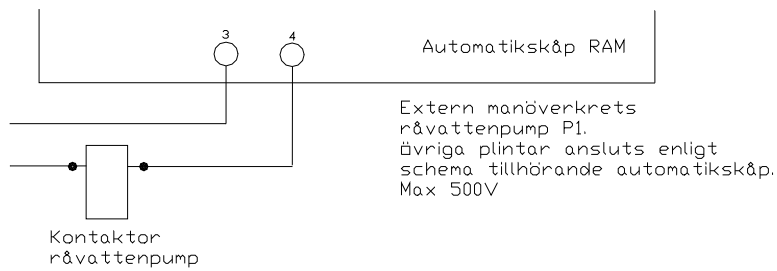 3 4
Automatikskåp RAM
Extern manöverkrets
råvattenpump P1.
övriga plintar ansluts enligt
schema tillhörande automatikskåp.
Max 500V
Kontaktor
råvattenpump